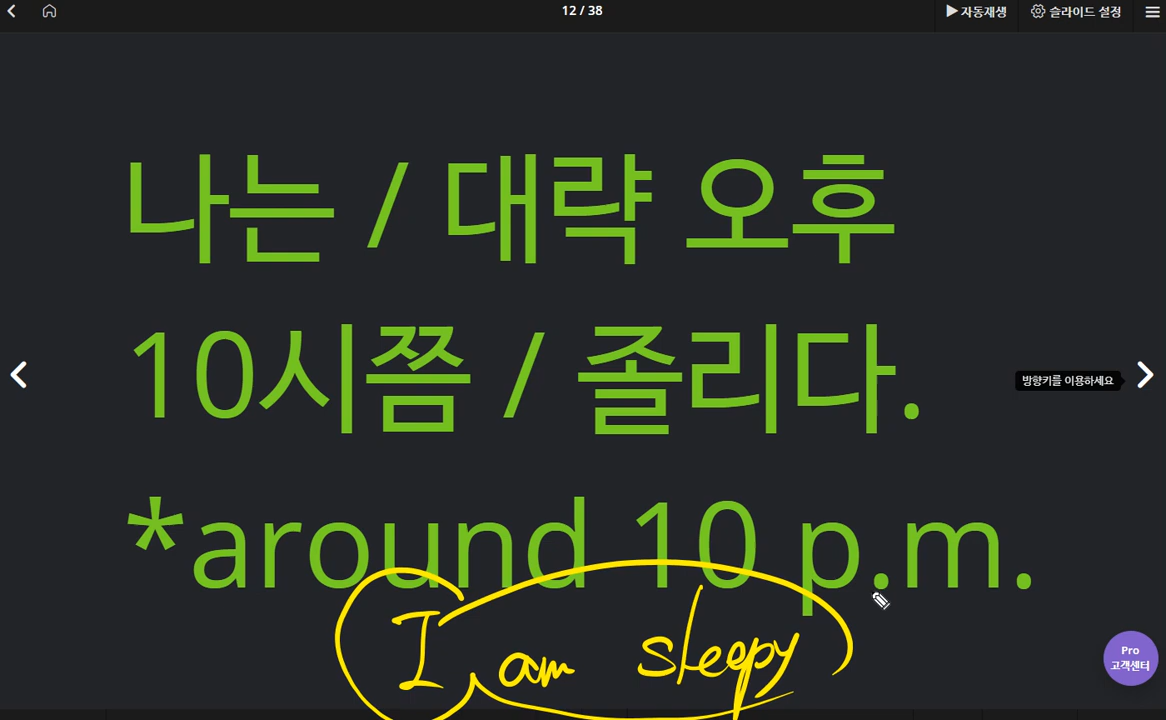 12 / 38
자동재생
슬라이드 설정
나는 / 대략 오후
10시쯤 / 졸리다.
방향키를 이용하세요
*around 10 p.m.
I am sleepy
Pro
고객센터